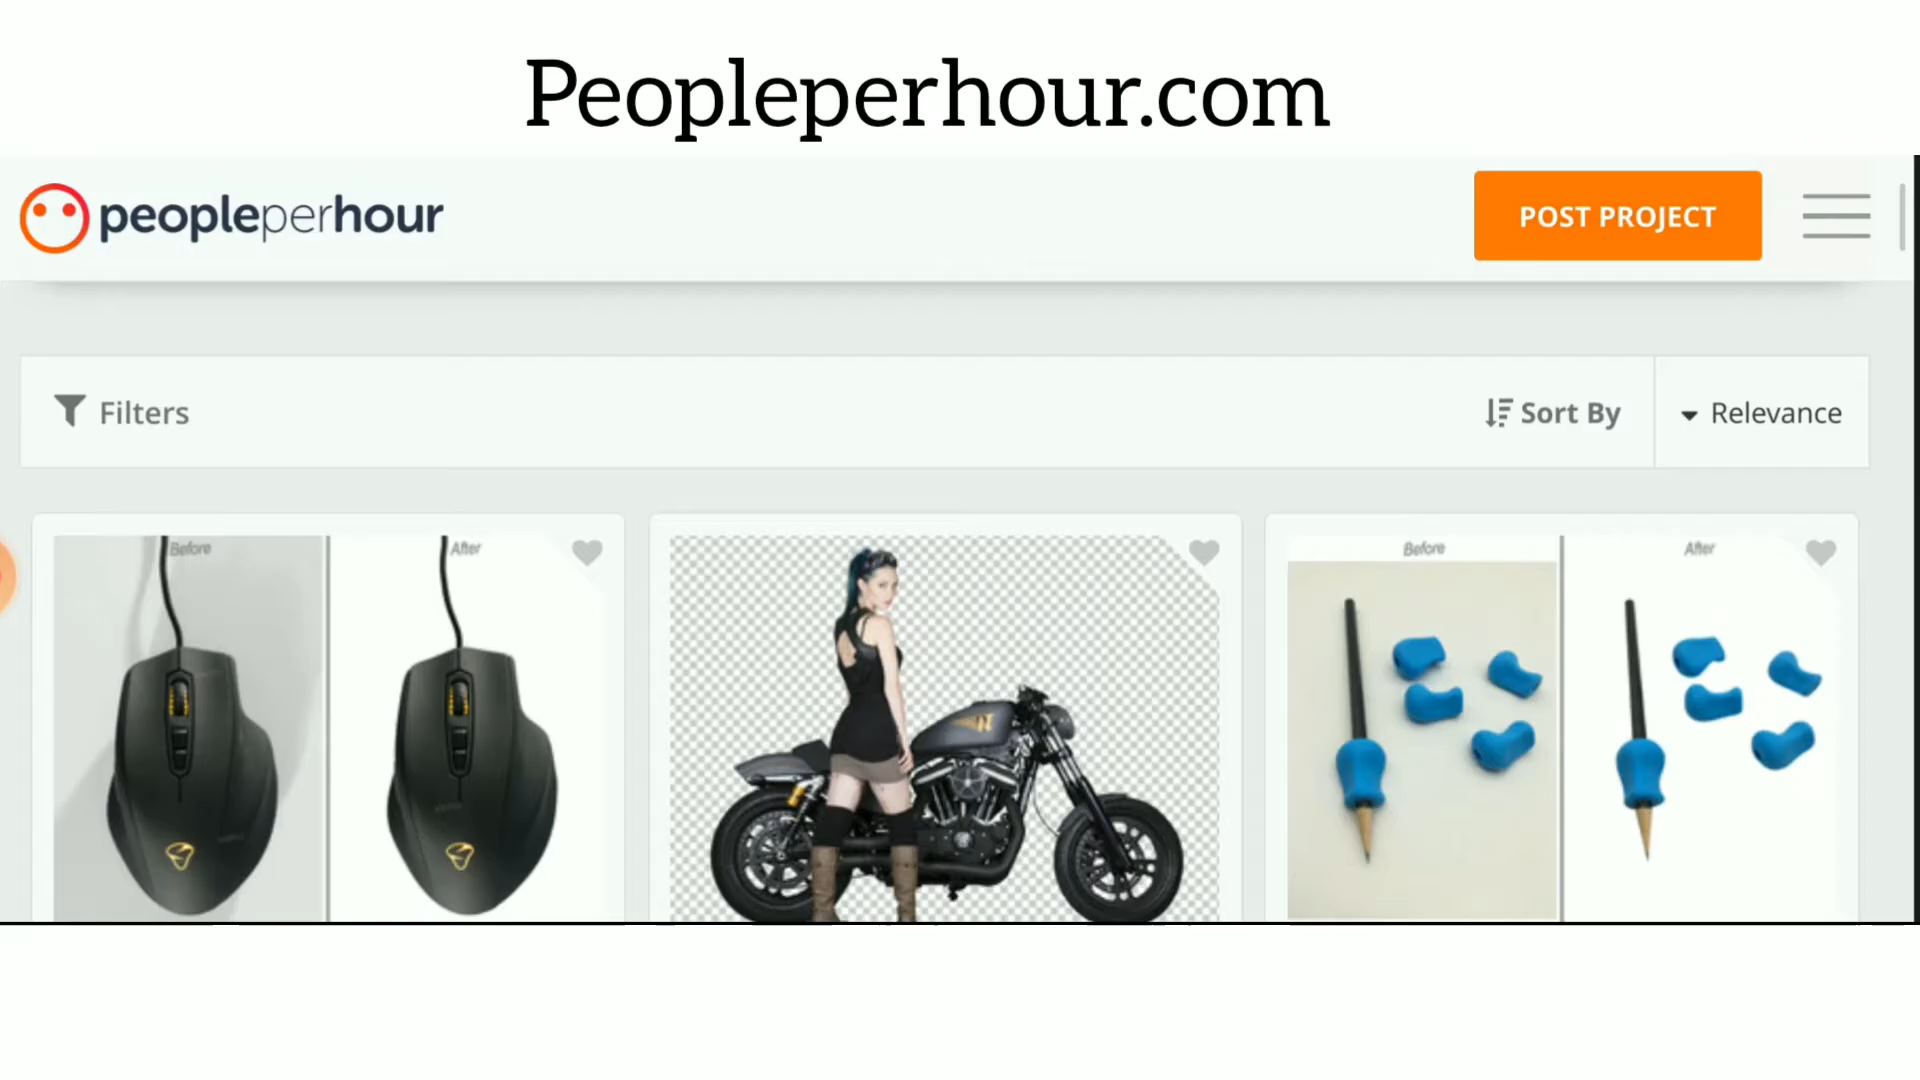 Peopleperhour.com
peopleperhour
POST PROJECT
Filters
Sort By
Relevance
Before
After
Before
After